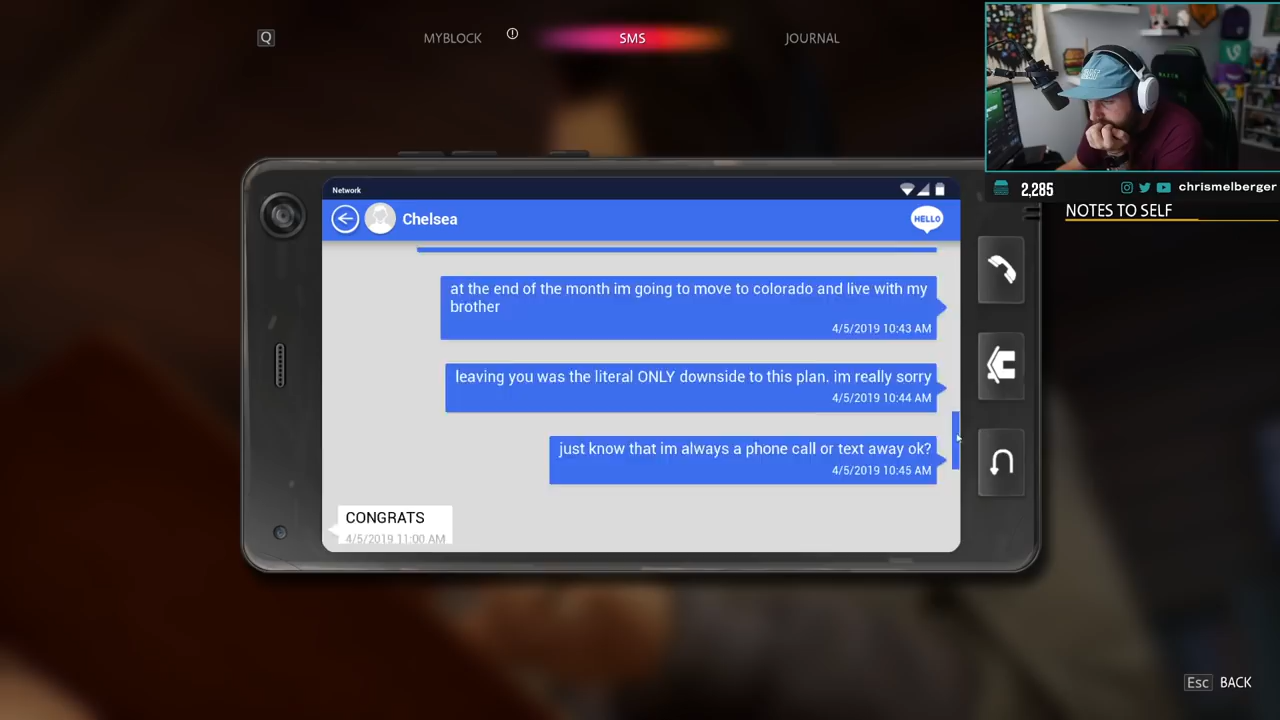 Q
MYBLOCK
SMS
JOURNAL
2,285
chrismelberger
NOTES TO SELF
Network
Chelsea
HELLO
at the end of the month im going to move to colorado and live with my
brother
4/5/2019 10:43 AM
leaving you was the literal ONLY downside to this plan. im really sorry
4/5/2019 10:44 AM
just know that im always a phone call or text away ok?
4/5/2019 10:45 AM
CONGRATS
4/5/2019 11:00 AM
Esc BACK